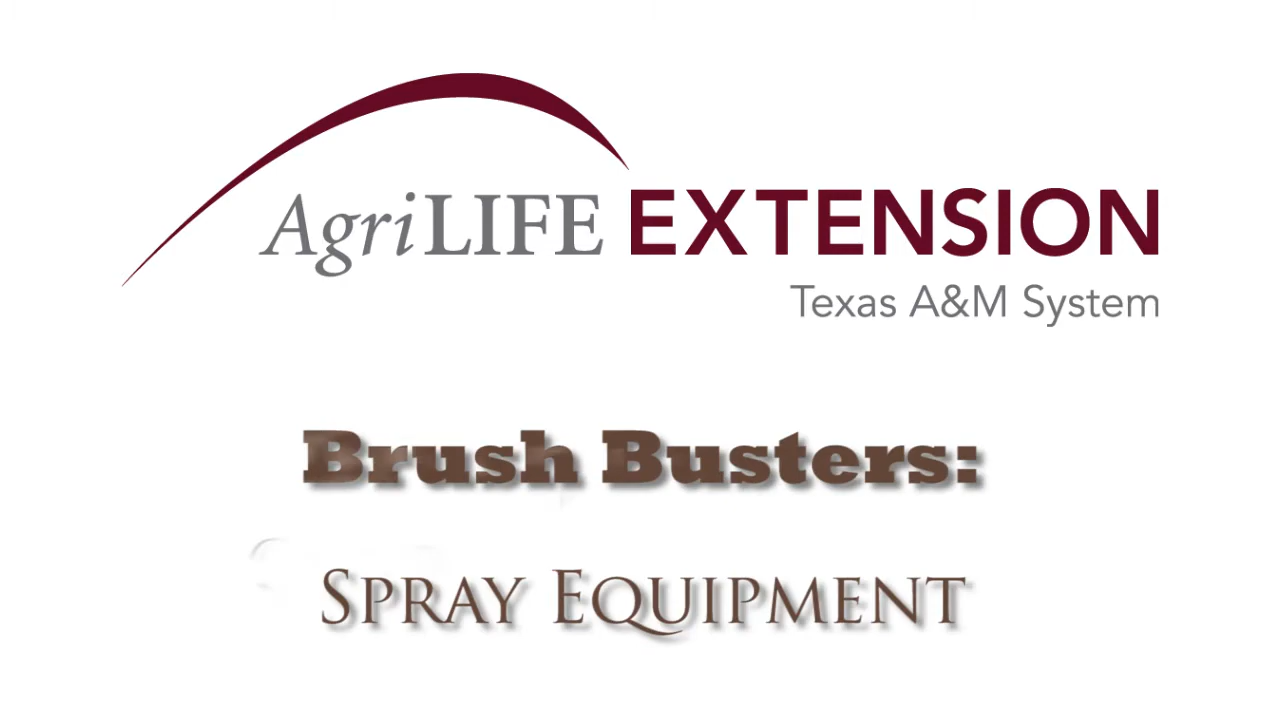 AgriLIFE EXTENSION
Texas A&M System
Brush Busters:
SPRAY EQUIPMENT